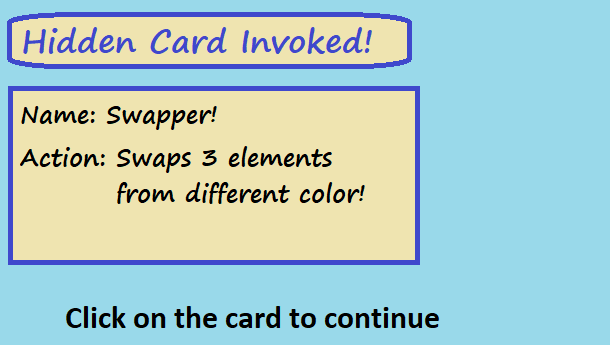 Hidden Card Invoked!
Name: Swapper!
Action: Swaps 3 elements
from different color!
Click on the card to continue